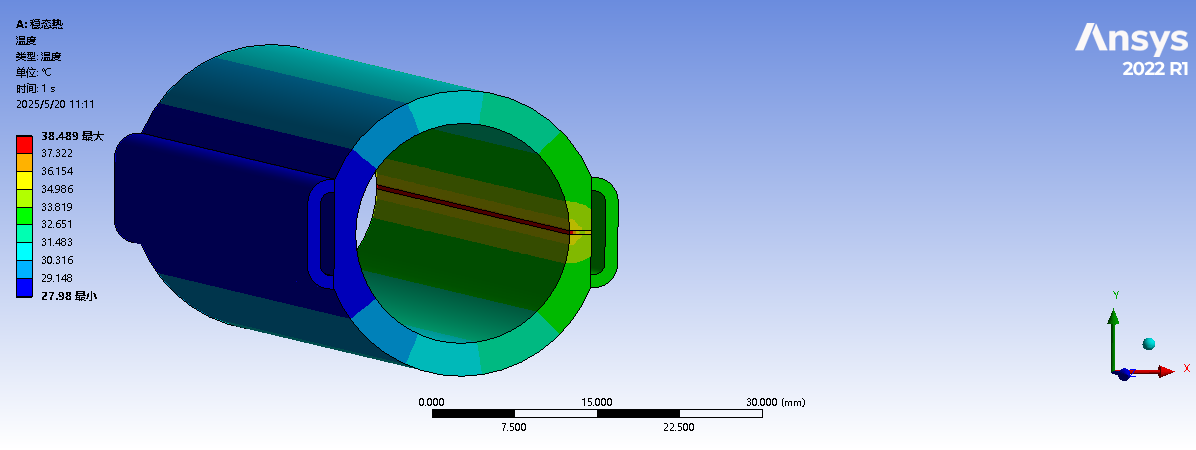 A: 稳态热
温度
类型: 温度
单位: °C
时间: 1 s
2025/5/20 11:11
Ansys
2022 R1
38.489 最大
37.322
36.154
34.986
33.819
32.651
31.483
30.316
29.148
27.98 最小
Y
X
Z
0.000 15.000 30.000 (mm)
7.500 22.500